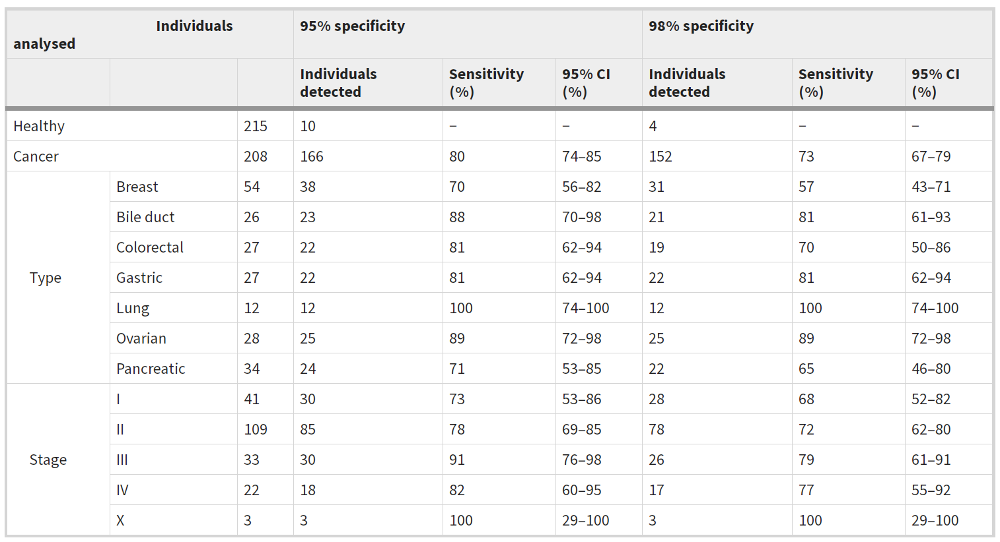 Individuals analysed 95% specificity 98% specificity
Individuals detected Sensitivity (%) 95% CI (%) Individuals detected Sensitivity (%) 95% CI (%)
Healthy 215 10 – – 4 – –
Cancer 208 166 80 74–85 152 73 67–79
Type Breast 54 38 70 56–82 31 57 43–71
Bile duct 26 23 88 70–98 21 81 61–93
Colorectal 27 22 81 62–94 19 70 50–86
Gastric 27 22 81 62–94 22 81 62–94
Lung 12 12 100 74–100 12 100 74–100
Ovarian 28 25 89 72–98 25 89 72–98
Pancreatic 34 24 71 53–85 22 65 46–80
Stage I 41 30 73 53–86 28 68 52–82
II 109 85 78 69–85 78 72 62–80
III 33 30 91 76–98 26 79 61–91
IV 22 18 82 60–95 17 77 55–92
X 3 3 100 29–100 3 100 29–100